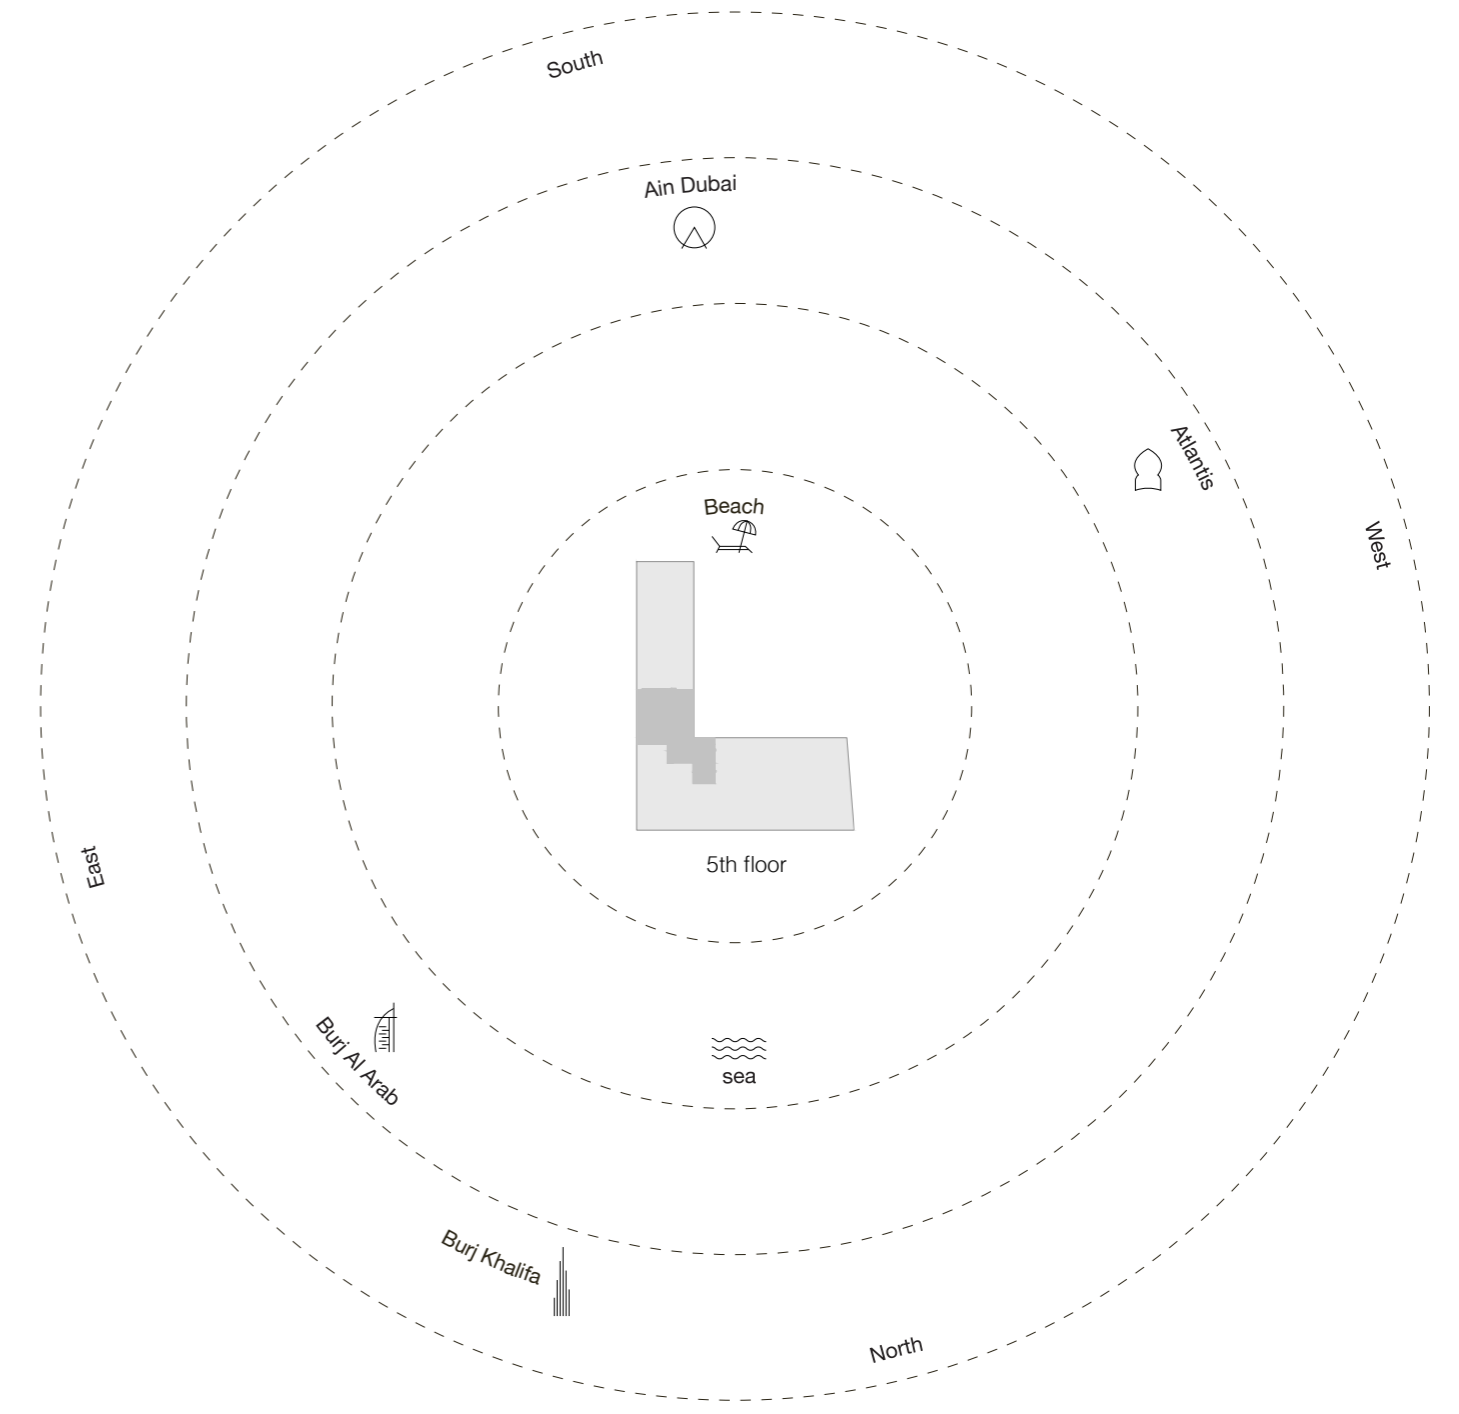 South
Ain Dubai
Atlantis
Beach
West
5th floor
East
Burj Al Arab
sea
Burj Khalifa
North